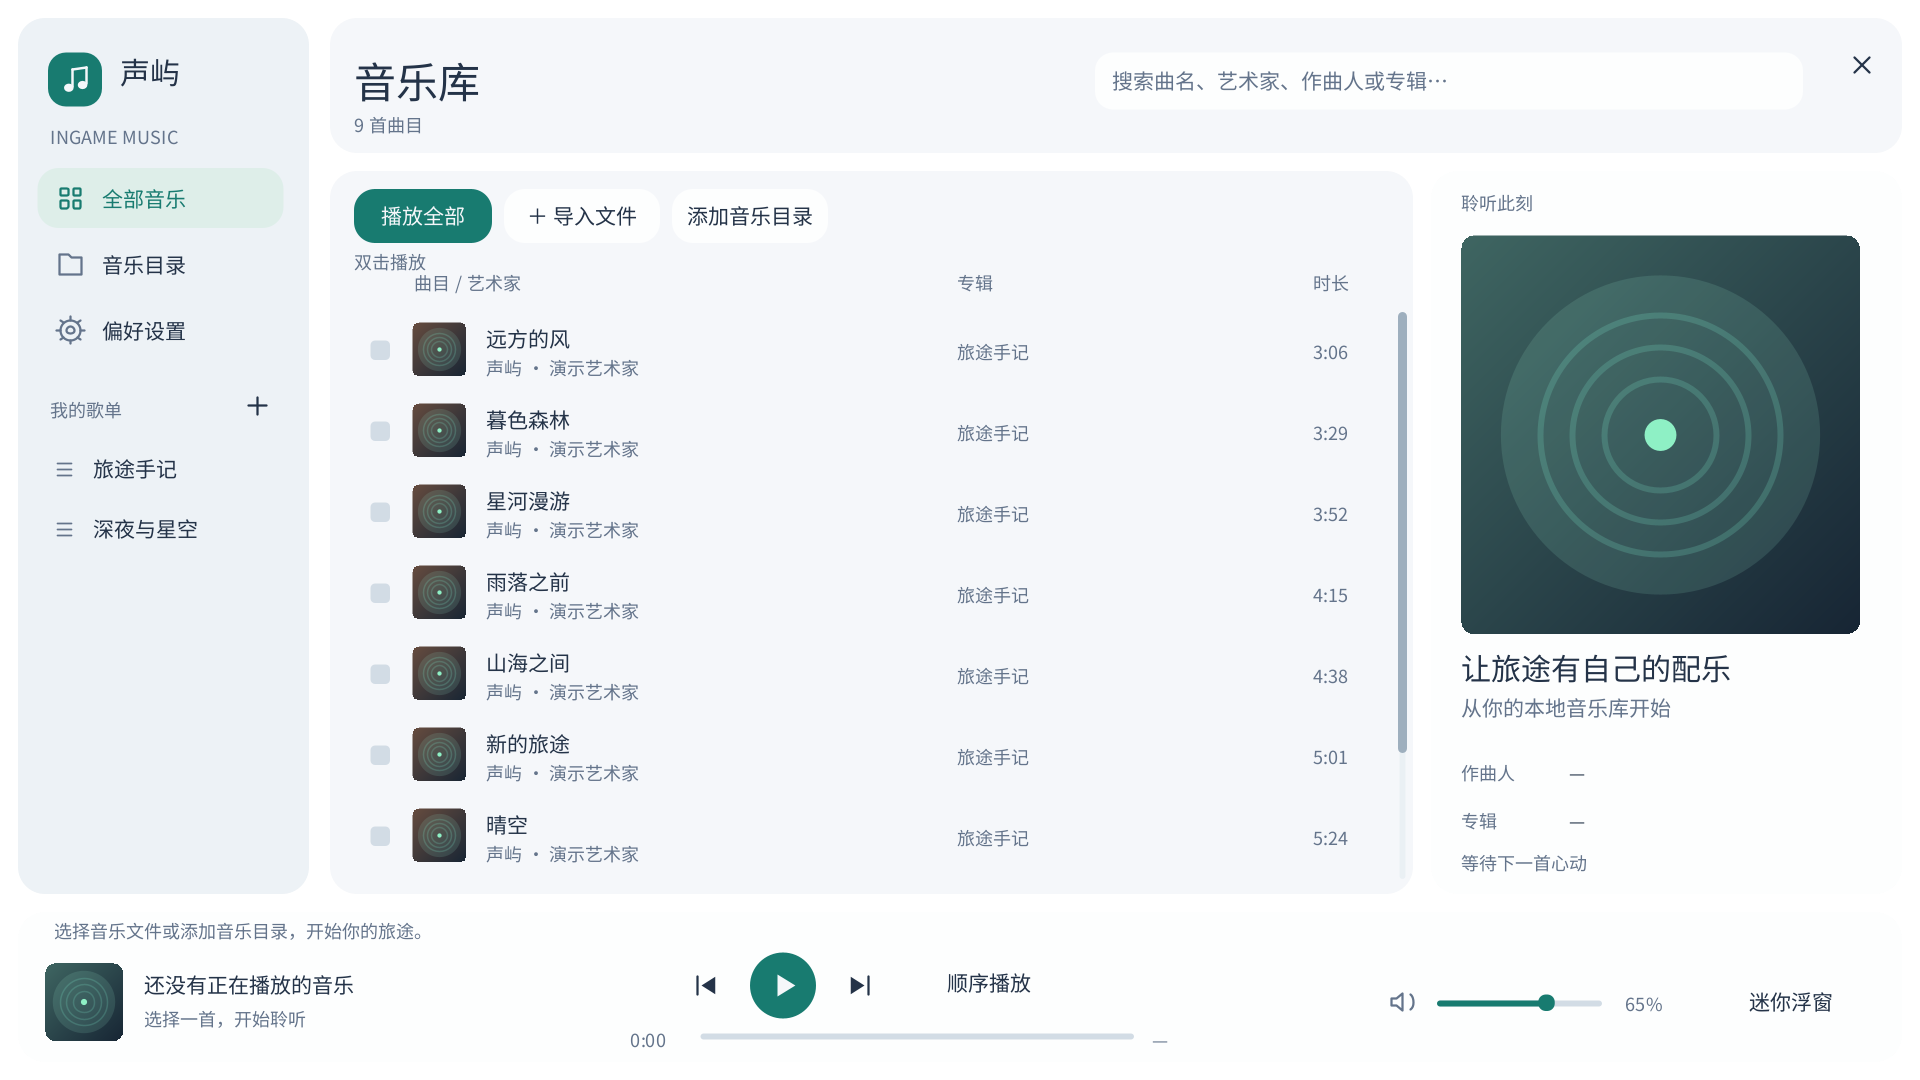 声屿
INGAME MUSIC
全部音乐
音乐目录
偏好设置
我的歌单
旅途手记
深夜与星空
音乐库
9 首曲目
搜索曲名、艺术家、作曲人或专辑…
播放全部
+ 导入文件
添加音乐目录
双击播放
曲目 / 艺术家
专辑
时长
远方的风
声屿 · 演示艺术家
旅途手记
3:06
暮色森林
声屿 · 演示艺术家
旅途手记
3:29
星河漫游
声屿 · 演示艺术家
旅途手记
3:52
雨落之前
声屿 · 演示艺术家
旅途手记
4:15
山海之间
声屿 · 演示艺术家
旅途手记
4:38
新的旅途
声屿 · 演示艺术家
旅途手记
5:01
晴空
声屿 · 演示艺术家
旅途手记
5:24
聆听此刻
让旅途有自己的配乐
从你的本地音乐库开始
作曲人 —
专辑 —
等待下一首心动
选择音乐文件或添加音乐目录，开始你的旅途。
还没有正在播放的音乐
选择一首，开始聆听
顺序播放
0:00
—
65%
迷你浮窗